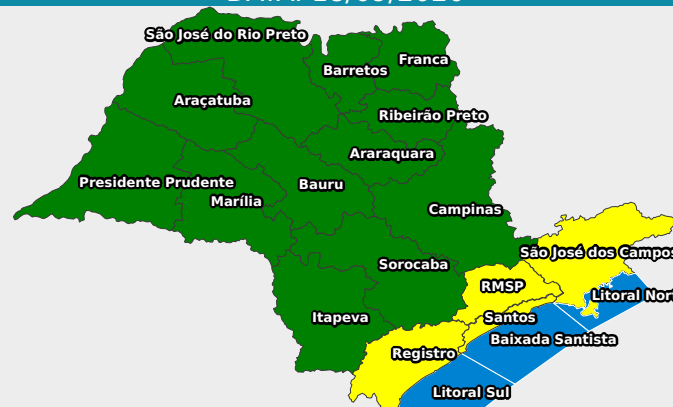 São José do Rio Preto
Franca
Barretos
Araçatuba
Ribeirão Preto
Araraquara
Presidente Prudente
Bauru
Marília
Campinas
São José dos Campos
Sorocaba
RMSP
Litoral Nort
Itapeva
Santos
Baixada Santista
Registro
Litoral Sul